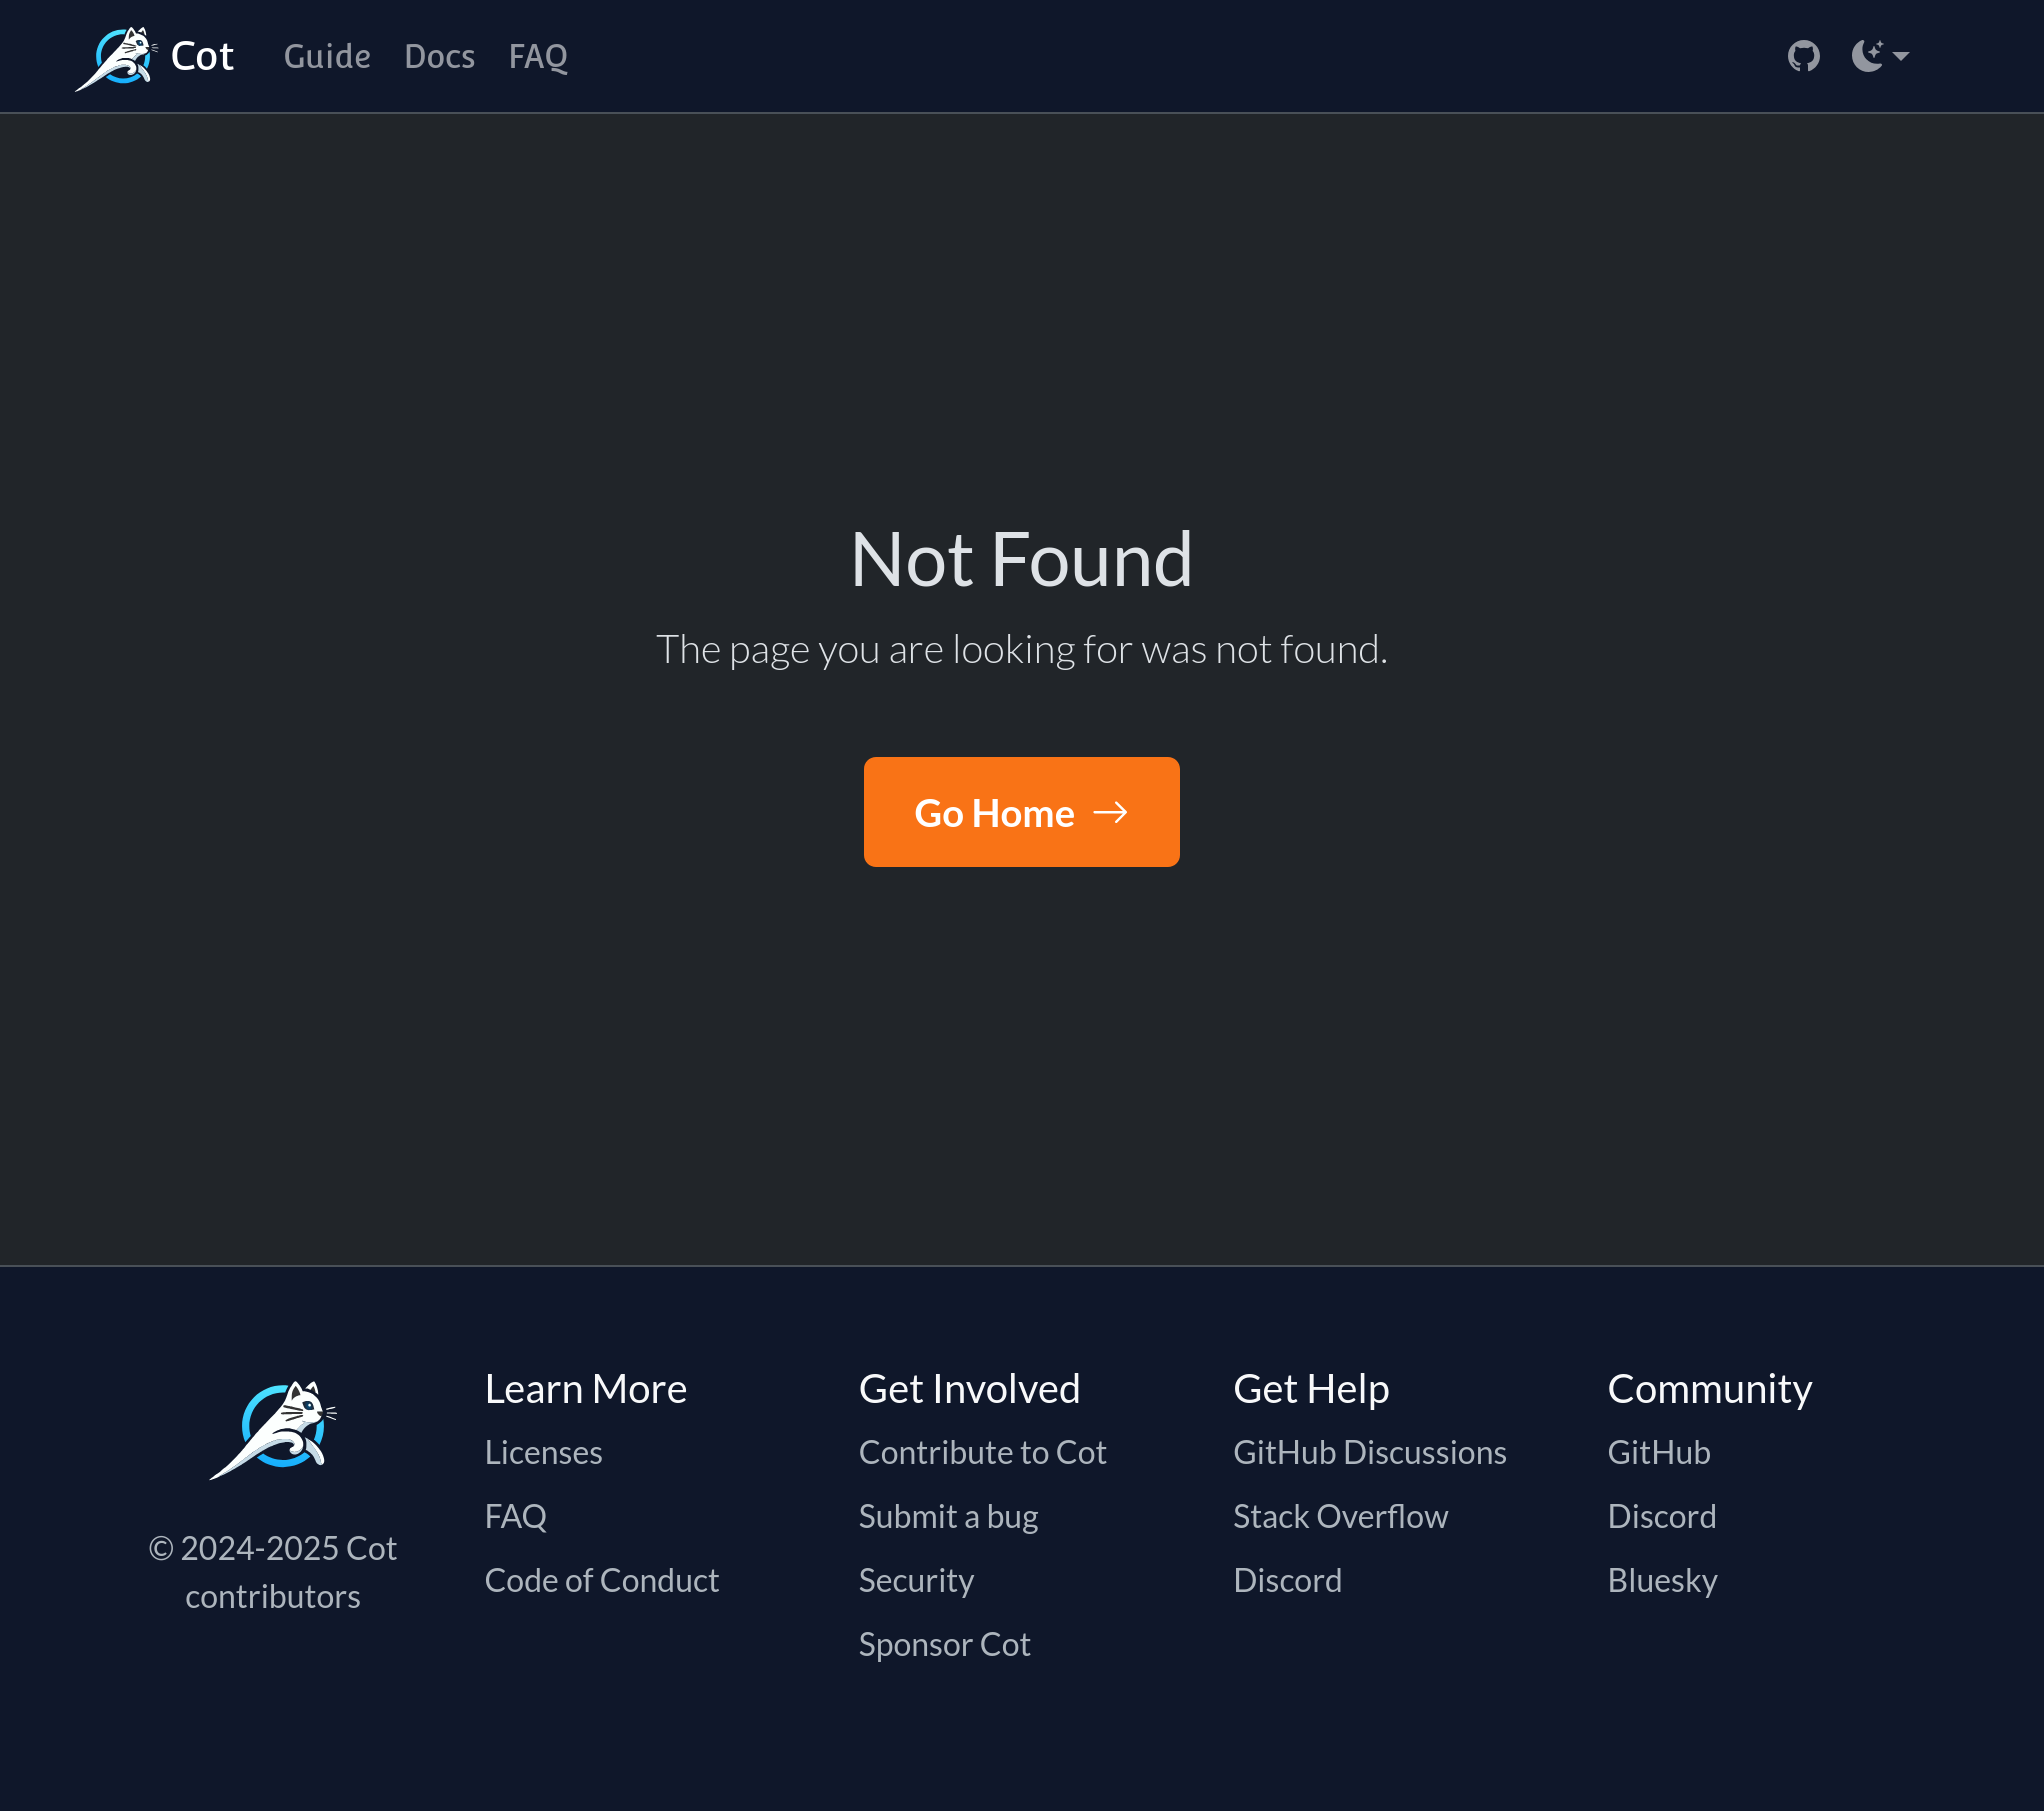 Cot
Guide
Docs
FAQ
Not Found
The page you are looking for was not found.
Go Home
© 2024-2025 Cot
contributors
Learn More
Licenses
FAQ
Code of Conduct
Get Involved
Contribute to Cot
Submit a bug
Security
Sponsor Cot
Get Help
GitHub Discussions
Stack Overflow
Discord
Community
GitHub
Discord
Bluesky